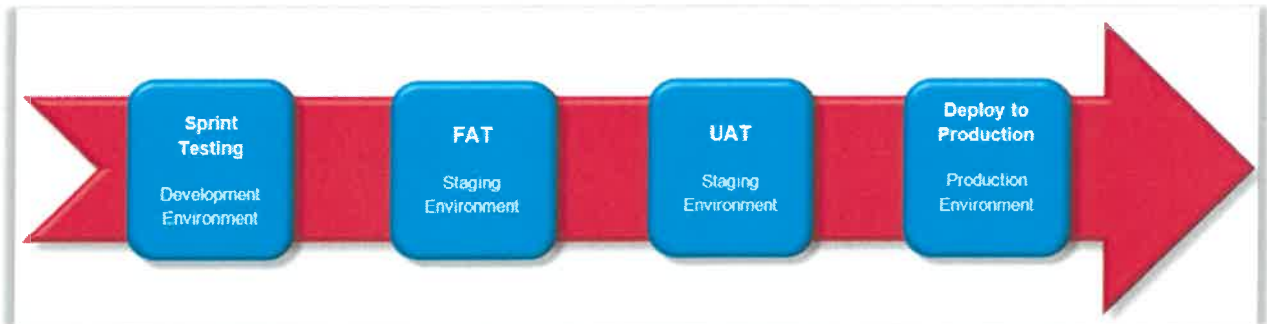 Sprint
Testing
Development
Environment
FAT
Staging
Environment
UAT
Staging
Environment
Deploy to
Production
Production
Environment